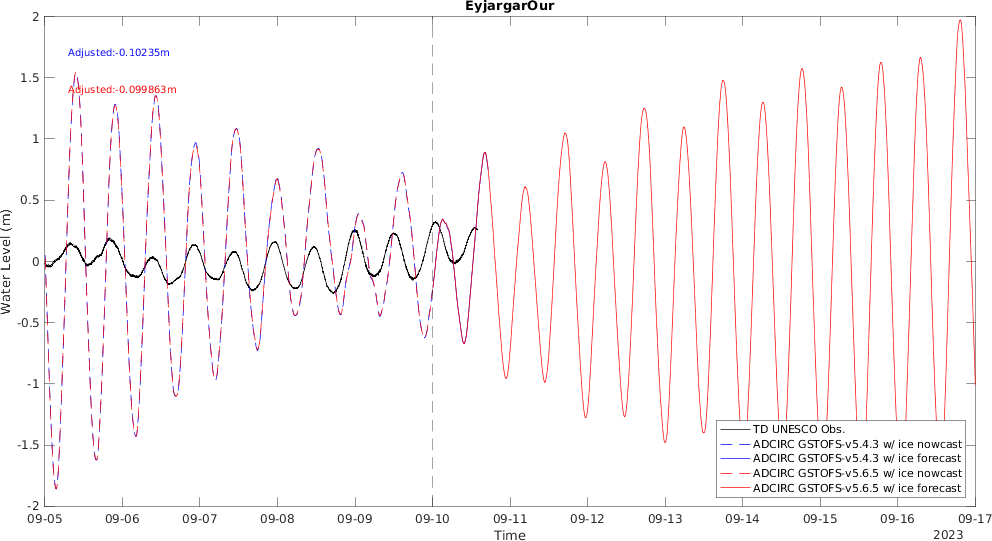 EyjargarOur
Adjusted:-0.10235m
Adjusted:-0.099863m
Water Level (m)
2
1.5
1
0.5
0
-0.5
-1
-1.5
-2
TD UNESCO Obs.
ADCIRC GSTOFS-v5.4.3 w/ ice nowcast
ADCIRC GSTOFS-v5.4.3 w/ ice forecast
ADCIRC GSTOFS-v5.6.5 w/ ice nowcast
ADCIRC GSTOFS-v5.6.5 w/ ice forecast
09-05 09-06 09-07 09-08 09-09 09-10 09-11 09-12 09-13 09-14 09-15 09-16 09-17
Time
2023